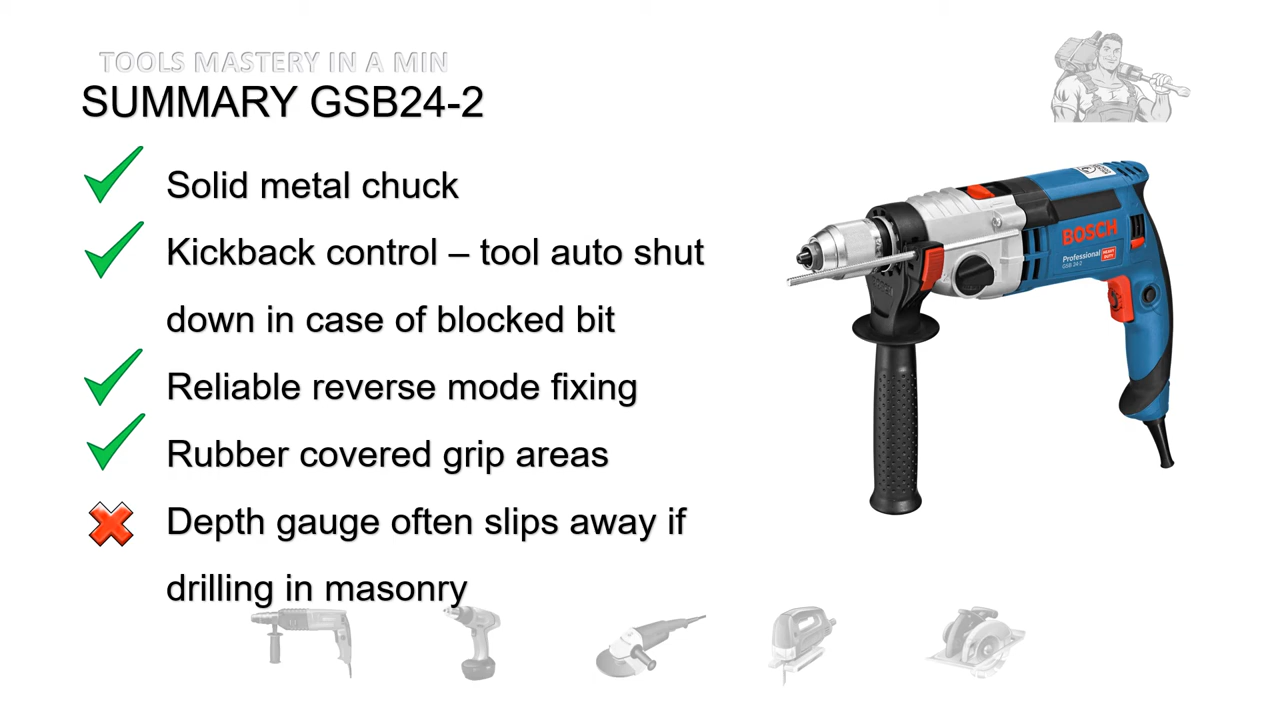 TOOLS MASTERY IN A MIN
SUMMARY GSB24-2
Solid metal chuck
Kickback control – tool auto shut
down in case of blocked bit
Reliable reverse mode fixing
Rubber covered grip areas
Depth gauge often slips away if
drilling in masonry
BOSCH
Professional
HEAVY DUTY
GSB 24-2